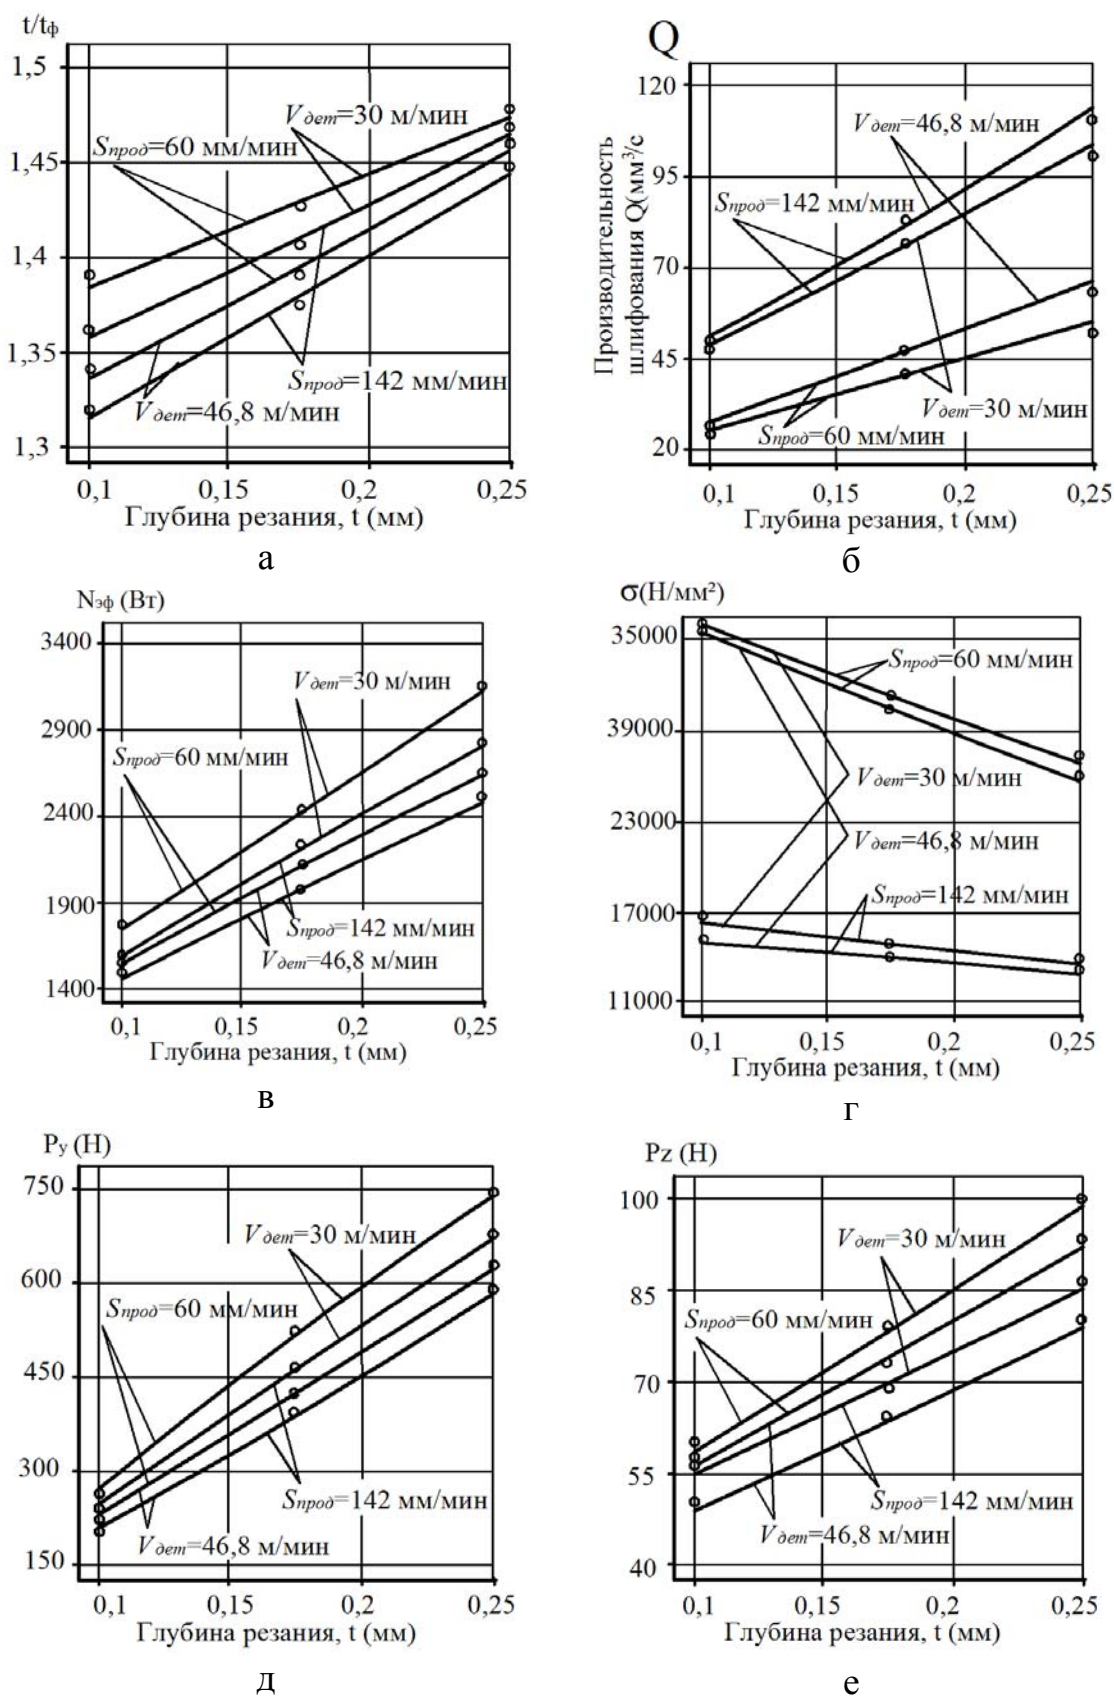 t/tф
1,5
1,45
1,4
1,35
1,3
Vдет=30 м/мин
Sпрод=60 мм/мин
Sпрод=142 мм/мин
Vдет=46,8 м/мин
0,1 0,15 0,2 0,25
Глубина резания, t (мм)
а
Q
Производительность
шлифования Q(мм³/с
120
95
70
45
20
Vдет=46,8 м/мин
Sпрод=142 мм/мин
Vдет=30 м/мин
Sпрод=60 мм/мин
0,1 0,15 0,2 0,25
Глубина резания, t (мм)
б
Nэф (Вт)
3400
2900
2400
1900
1400
Vдет=30 м/мин
Sпрод=60 мм/мин
Sпрод=142 мм/мин
Vдет=46,8 м/мин
0,1 0,15 0,2 0,25
Глубина резания, t (мм)
в
σ(Н/мм²)
35000
39000
23000
17000
11000
Sпрод=60 мм/мин
Vдет=30 м/мин
Vдет=46,8 м/мин
Sпрод=142 мм/мин
0,1 0,15 0,2 0,25
Глубина резания, t (мм)
г
Py (Н)
750
600
450
300
150
Vдет=30 м/мин
Sпрод=60 мм/мин
Sпрод=142 мм/мин
Vдет=46,8 м/мин
0,1 0,15 0,2 0,25
Глубина резания, t (мм)
д
Pz (Н)
100
85
70
55
40
Vдет=30 м/мин
Sпрод=60 мм/мин
Sпрод=142 мм/мин
Vдет=46,8 м/мин
0,1 0,15 0,2 0,25
Глубина резания, t (мм)
е